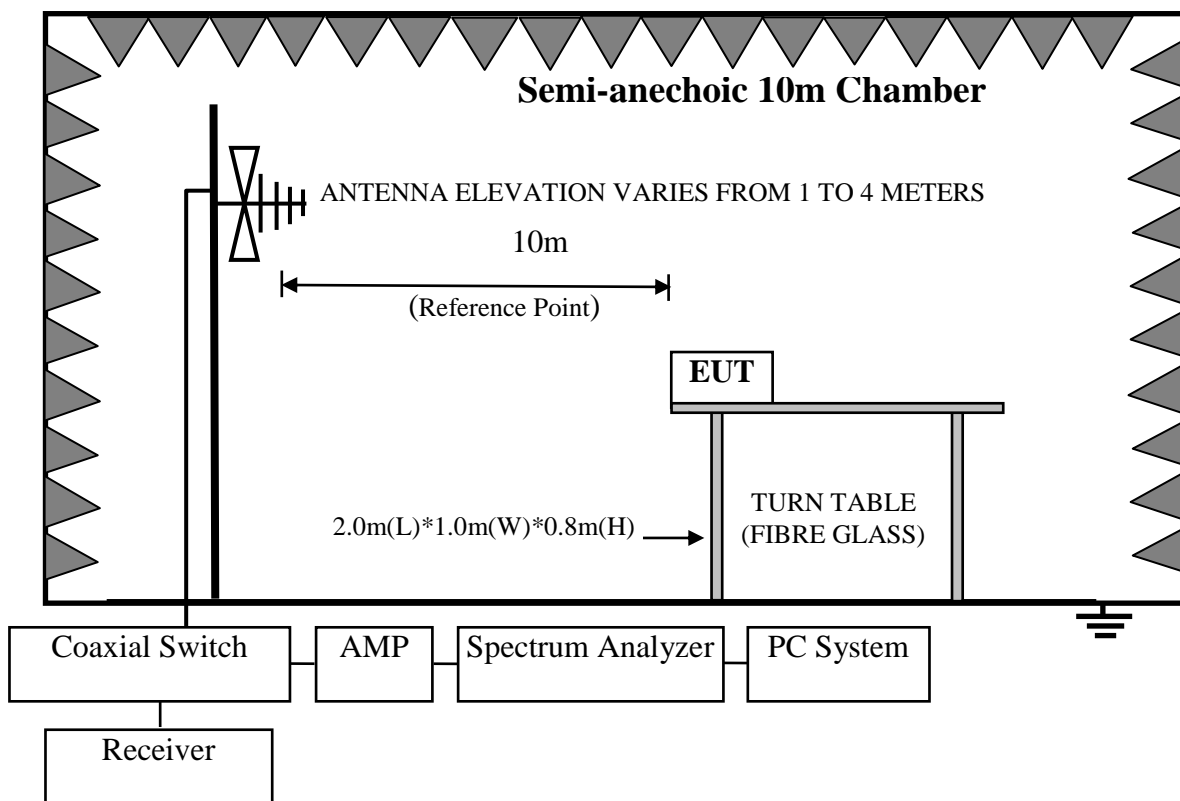 Semi-anechoic 10m Chamber
ANTENNA ELEVATION VARIES FROM 1 TO 4 METERS
10m
(Reference Point)
EUT
2.0m(L)*1.0m(W)*0.8m(H)
TURN TABLE
(FIBRE GLASS)
Coaxial Switch
AMP
Spectrum Analyzer
PC System
Receiver